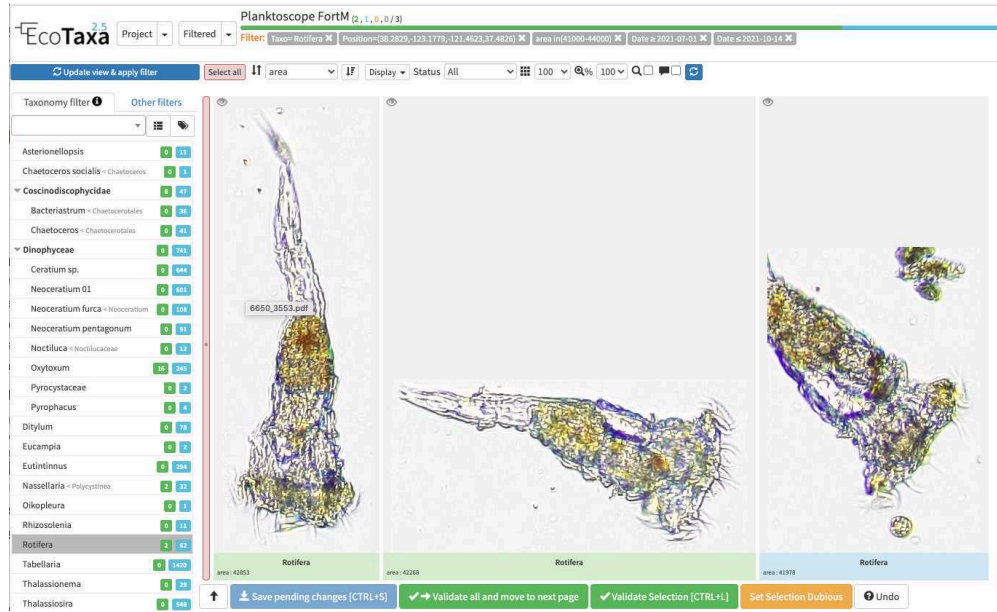 Planktoscope FortM (2, 1, 0, 0 / 3)
EcoTaxa 2.5
Project
Filtered
Filter: Taxo= Rotifera ✖ Position=(38.2829,-123.1779,-121.4623,37.4826) ✖ area in(41000-44000) ✖ Date ≥ 2021-07-01 ✖ Date ≤ 2021-10-14 ✖
Update view & apply filter
Select all area Display Status All 100 % 100
Taxonomy filter Other filters
Asterionellopsis 0 11
Chaetoceros socialis < Chaetoceros 0 1
Coscinodiscophycidae 8 47
Bacteriastrum < Chaetocerotales 0 36
Chaetoceros < Chaetocerotales 0 41
Dinophyceae 0 741
Ceratium sp. 0 644
Neoceratium 01 0 601
Neoceratium furca < Neoceratium 0 108
Neoceratium pentagonum 0 91
Noctiluca < Noctilucaceae 0 12
Oxytoxum 16 245
Pyrocystaceae 0 2
Pyrophacus 0 4
Ditylum 0 78
Eucampia 0
Eutintinnus 0 294
Nassellaria < Polycystinea 2 32
Oikopleura 0 1
Rhizosolenia 0 11
Rotifera 2 62
Tabellaria 0 1420
Thalassionema 0 29
Thalassiosira 0 548
6650_3553.pdf
Rotifera
area : 42853
Rotifera
area : 42268
Rotifera
area : 41978
Save pending changes [CTRL+S]
Validate all and move to next page
Validate Selection [CTRL+L]
Set Selection Dubious
Undo